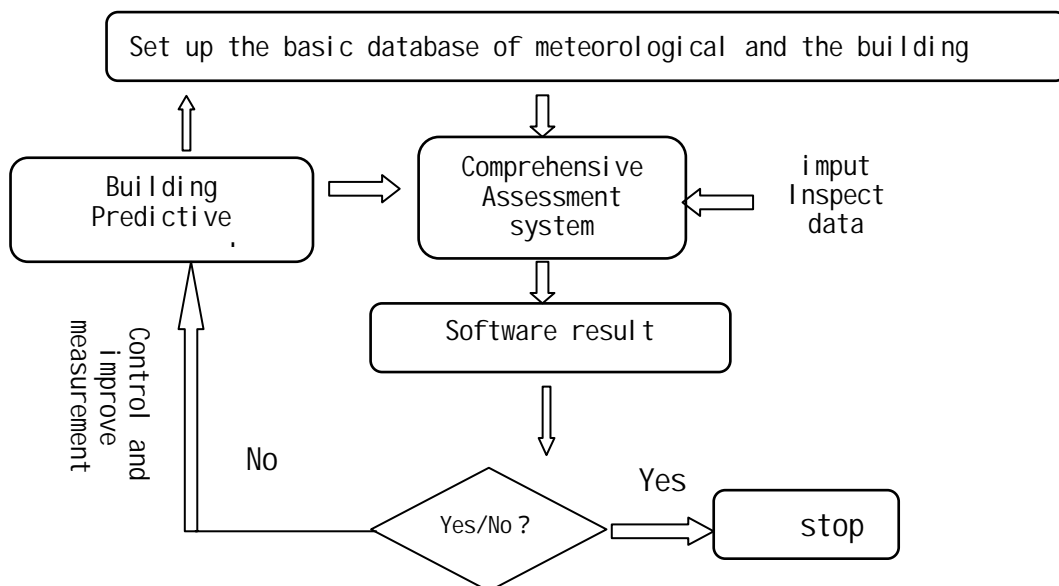 Set up the basic database of meteorological and the building
Building
Predictive
Comprehensive
Assessment
system
imput
Inspect
data
Software result
Control and
improve
measurement
No
Yes/No?
Yes
stop